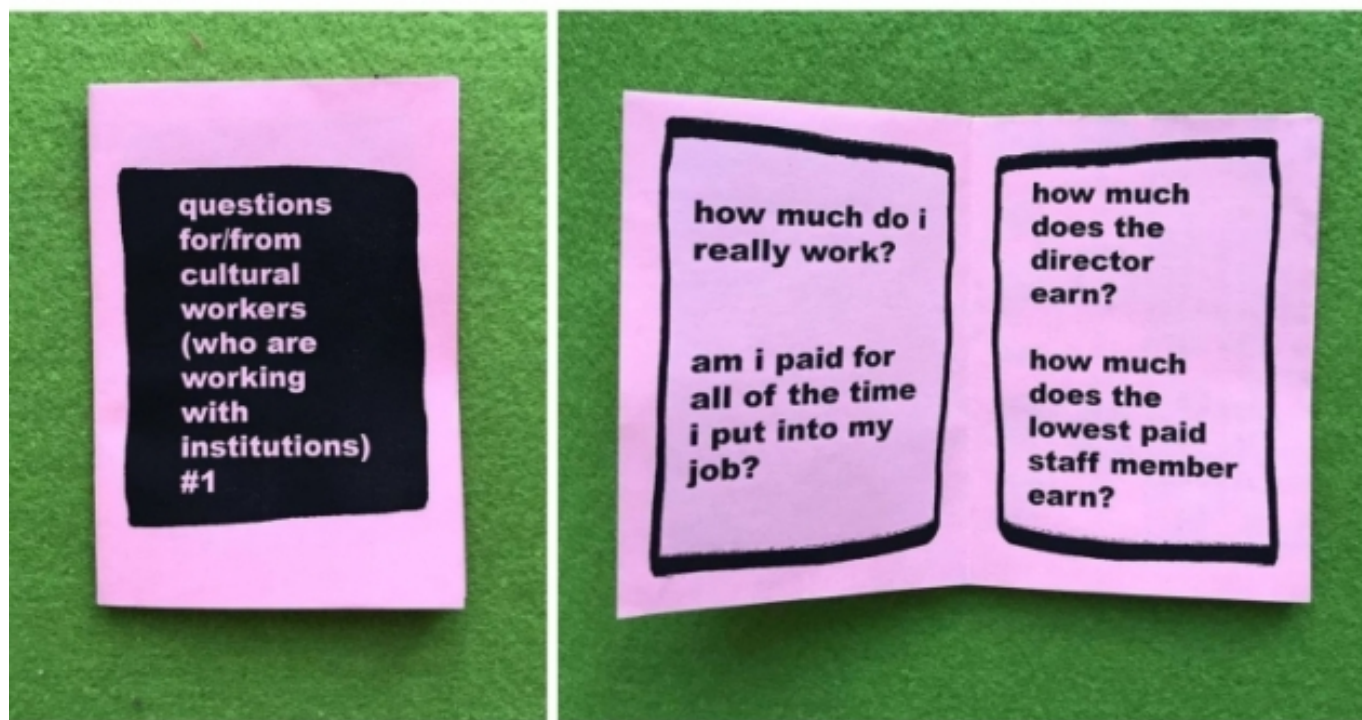 questions
for/from
cultural
workers
(who are
working
with
institutions)
#1
how much do i
really work?
am i paid for
all of the time
i put into my
job?
how much
does the
director
earn?
how much
does the
lowest paid
staff member
earn?